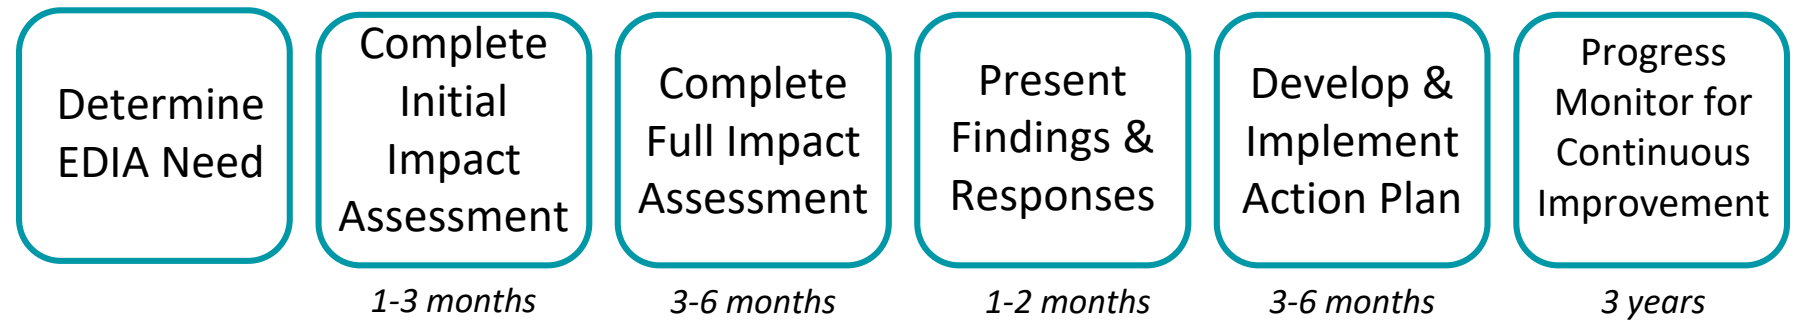 Determine
EDIA Need
Complete
Initial
Impact
Assessment
1-3 months
Complete
Full Impact
Assessment
3-6 months
Present
Findings &
Responses
1-2 months
Develop &
Implement
Action Plan
3-6 months
Progress
Monitor for
Continuous
Improvement
3 years